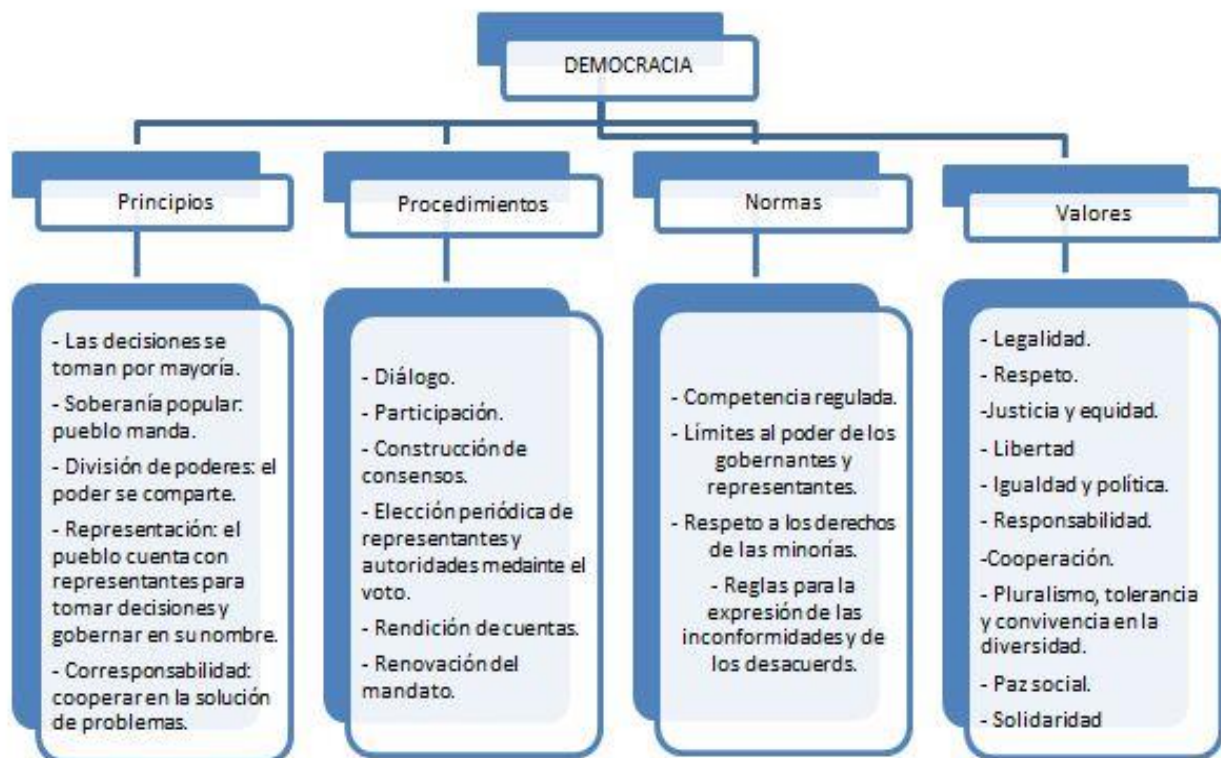 DEMOCRACIA
Principios
- Las decisiones se
toman por mayoría.
- Soberanía popular:
pueblo manda.
- División de poderes: el
poder se comparte.
- Representación: el
pueblo cuenta con
representantes para
tomar decisiones y
gobernar en su nombre.
- Corresponsabilidad:
cooperar en la solución
de problemas.
Procedimientos
- Diálogo.
- Participación.
- Construcción de
consensos.
- Elección periódica de
representantes y
autoridades medainte el
voto.
- Rendición de cuentas.
- Renovación del
mandato.
Normas
- Competencia regulada.
- Límites al poder de los
gobernantes y
representantes.
- Respeto a los derechos
de las minorías.
- Reglas para la
expresión de las
inconformidades y de
los desacuerds.
Valores
- Legalidad.
- Respeto.
-Justicia y equidad.
- Libertad
- Igualdad y política.
- Responsabilidad.
-Cooperación.
- Pluralismo, tolerancia
y convivencia en la
diversidad.
- Paz social.
- Solidaridad